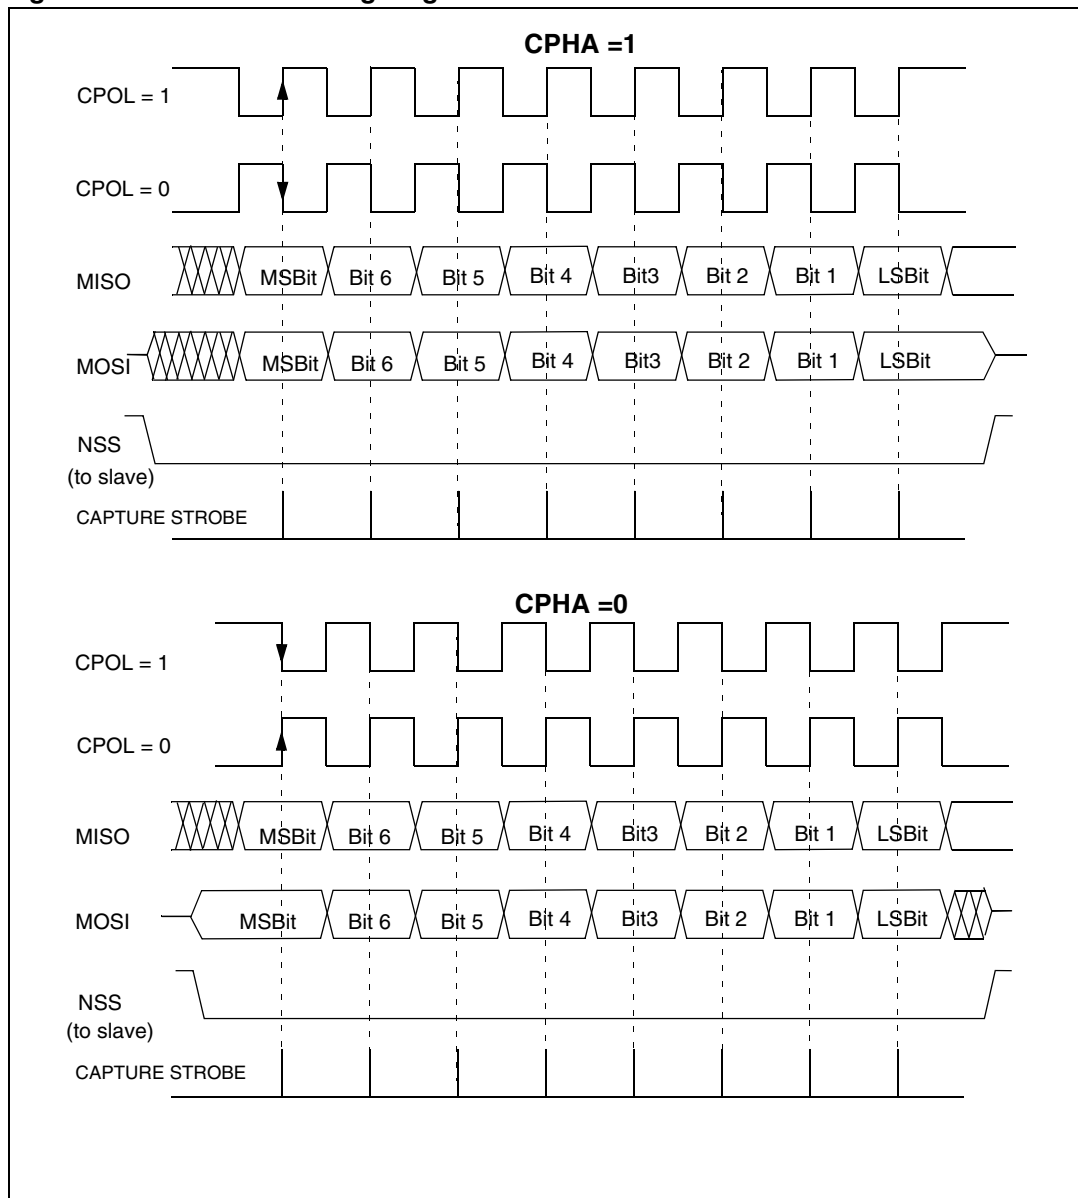 CPHA =1
CPOL = 1
CPOL = 0
MISO MSBit Bit 6 Bit 5 Bit 4 Bit3 Bit 2 Bit 1 LSBit
MOSI MSBit Bit 6 Bit 5 Bit 4 Bit3 Bit 2 Bit 1 LSBit
NSS
(to slave)
CAPTURE STROBE
CPHA =0
CPOL = 1
CPOL = 0
MISO MSBit Bit 6 Bit 5 Bit 4 Bit3 Bit 2 Bit 1 LSBit
MOSI MSBit Bit 6 Bit 5 Bit 4 Bit3 Bit 2 Bit 1 LSBit
NSS
(to slave)
CAPTURE STROBE